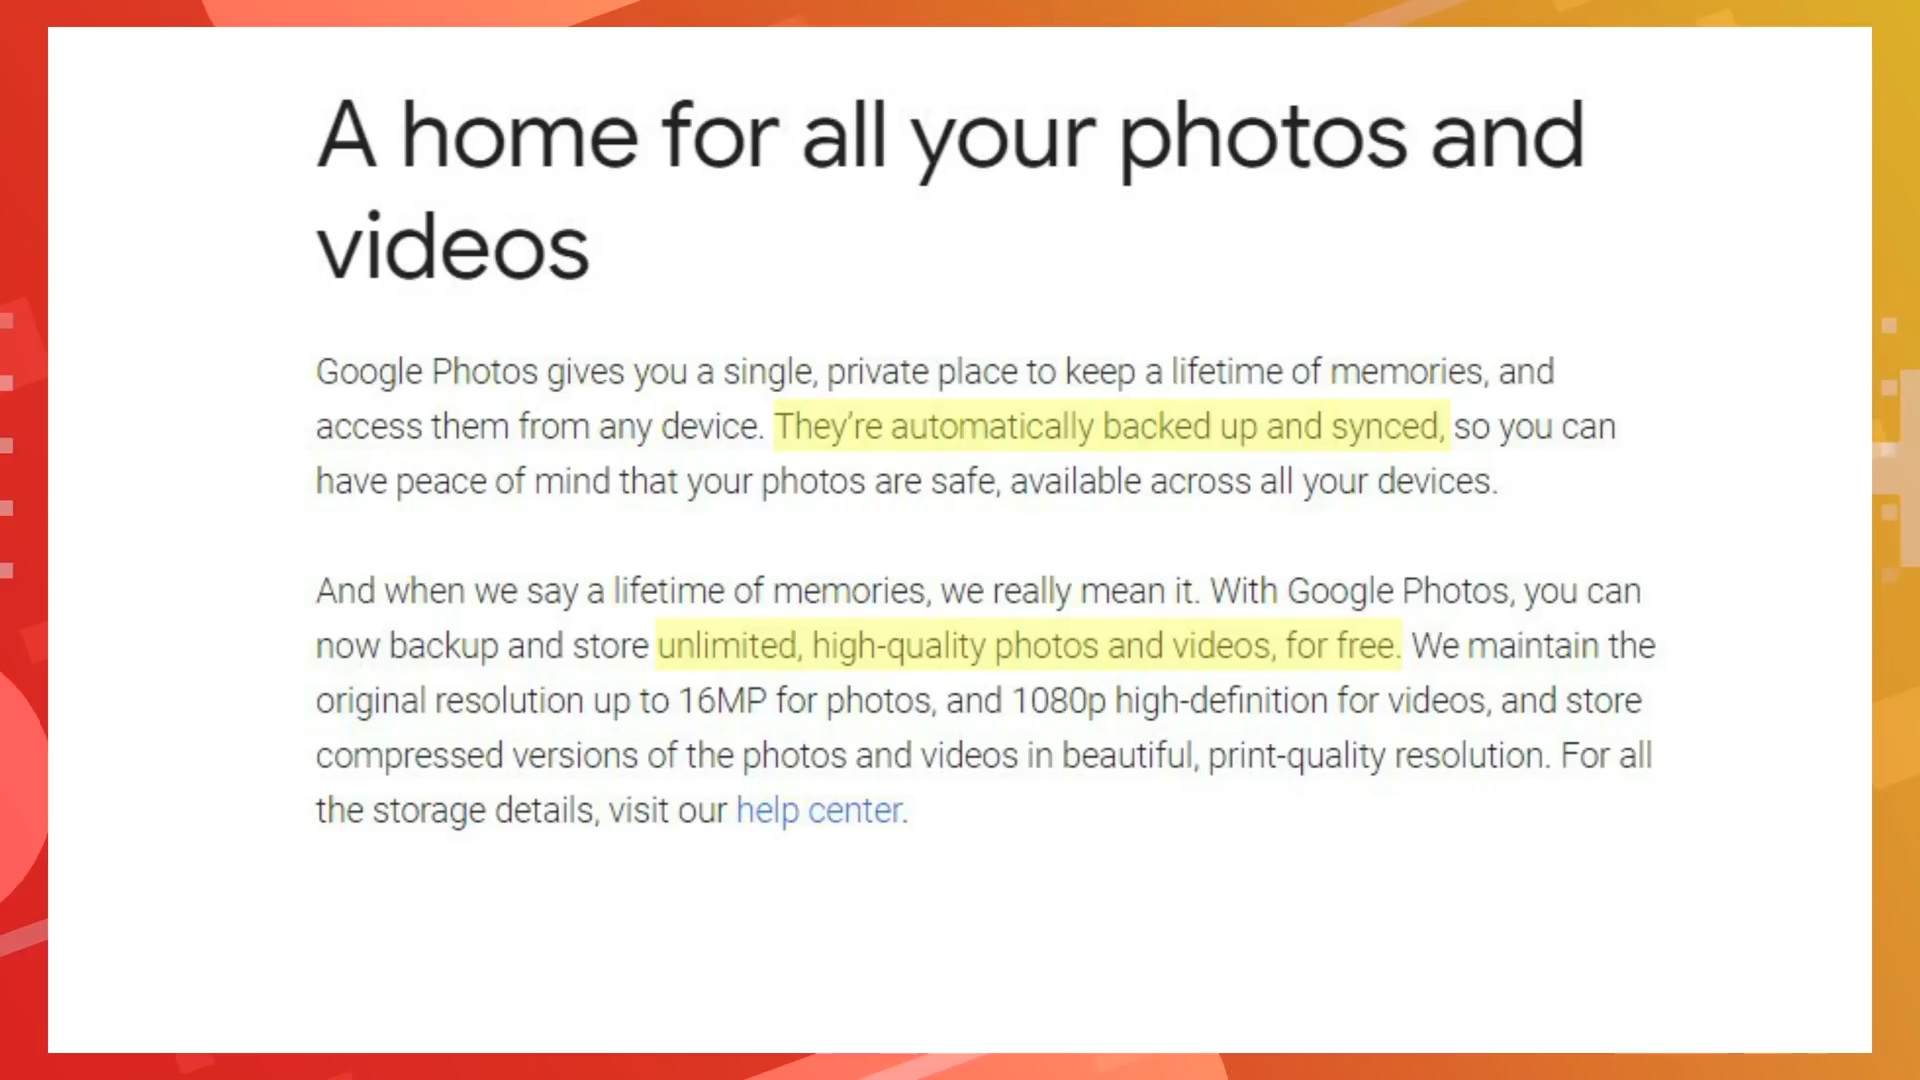 A home for all your photos and
videos
Google Photos gives you a single, private place to keep a lifetime of memories, and
access them from any device. They’re automatically backed up and synced, so you can
have peace of mind that your photos are safe, available across all your devices.
And when we say a lifetime of memories, we really mean it. With Google Photos, you can
now backup and store unlimited, high-quality photos and videos, for free. We maintain the
original resolution up to 16MP for photos, and 1080p high-definition for videos, and store
compressed versions of the photos and videos in beautiful, print-quality resolution. For all
the storage details, visit our help center.